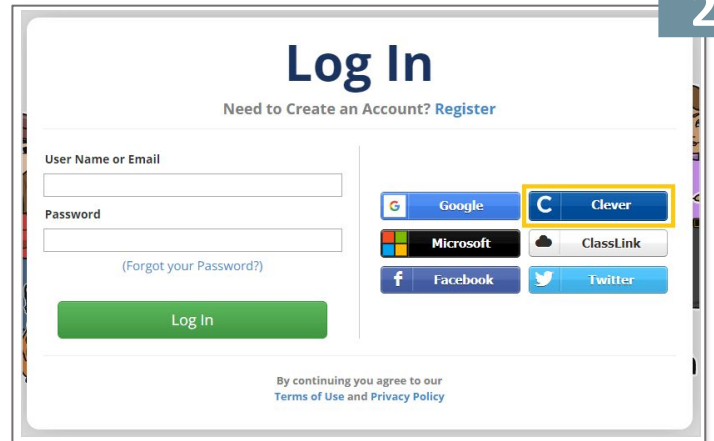 2
Log In
Need to Create an Account? Register
User Name or Email
Password
(Forgot your Password?)
Log In
G Google
C Clever
Microsoft
ClassLink
f Facebook
Twitter
By continuing you agree to our
Terms of Use and Privacy Policy